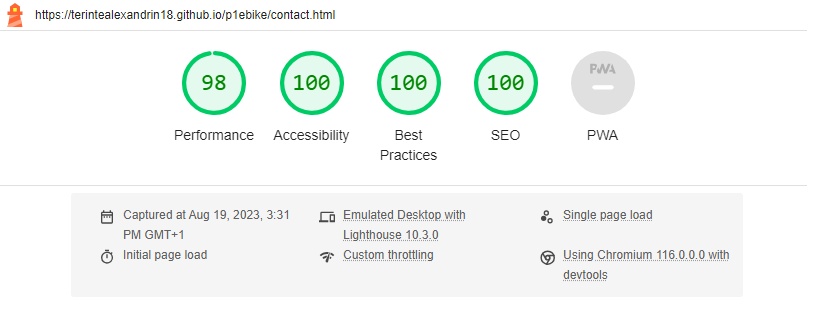 https://terintealexandrin18.github.io/p1ebike/contact.html
98
100
100
100
PWA
Performance
Accessibility
Best
Practices
SEO
PWA
Captured at Aug 19, 2023, 3:31
PM GMT+1
Emulated Desktop with
Lighthouse 10.3.0
Single page load
Initial page load
Custom throttling
Using Chromium 116.0.0.0 with
devtools